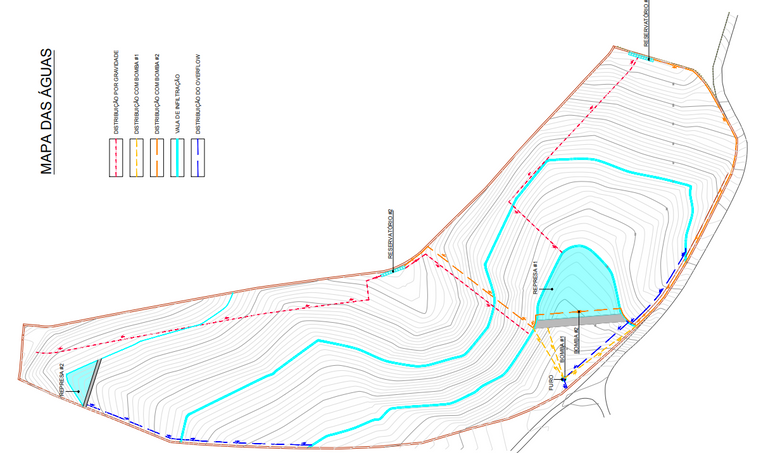 MAPA DAS ÁGUAS
DISTRIBUIÇÃO POR GRAVIDADE
DISTRIBUIÇÃO COM BOMBA #1
DISTRIBUIÇÃO COM BOMBA #2
VALA DE INFILTRAÇÃO
DISTRIBUIÇÃO DO OVERFLOW
RESERVATÓRIO #
RESERVATÓRIO #2
REPRESA #1
BOMBA #1
BOMBA #2
FURO
REPRESA #2